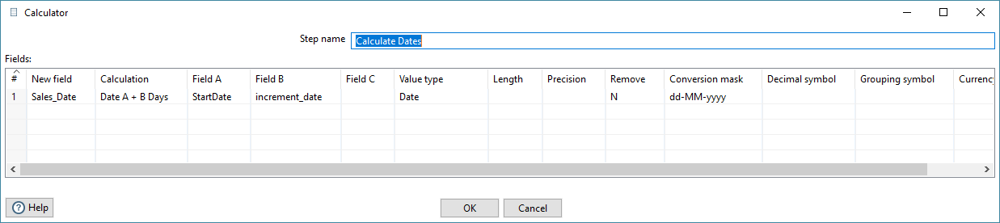 Calculator
Step name Calculate Dates
Fields:
# New field Calculation Field A Field B Field C Value type Length Precision Remove Conversion mask Decimal symbol Grouping symbol Currency
1 Sales_Date Date A + B Days StartDate increment_date Date N dd-MM-yyyy
Help OK Cancel